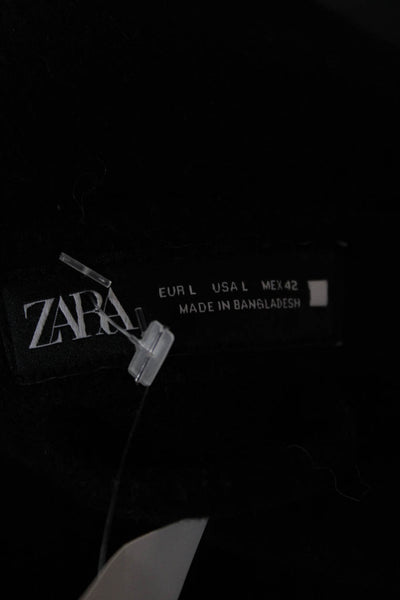 ZARA
EUR L USA L MEX 42
MADE IN BANGLADESH